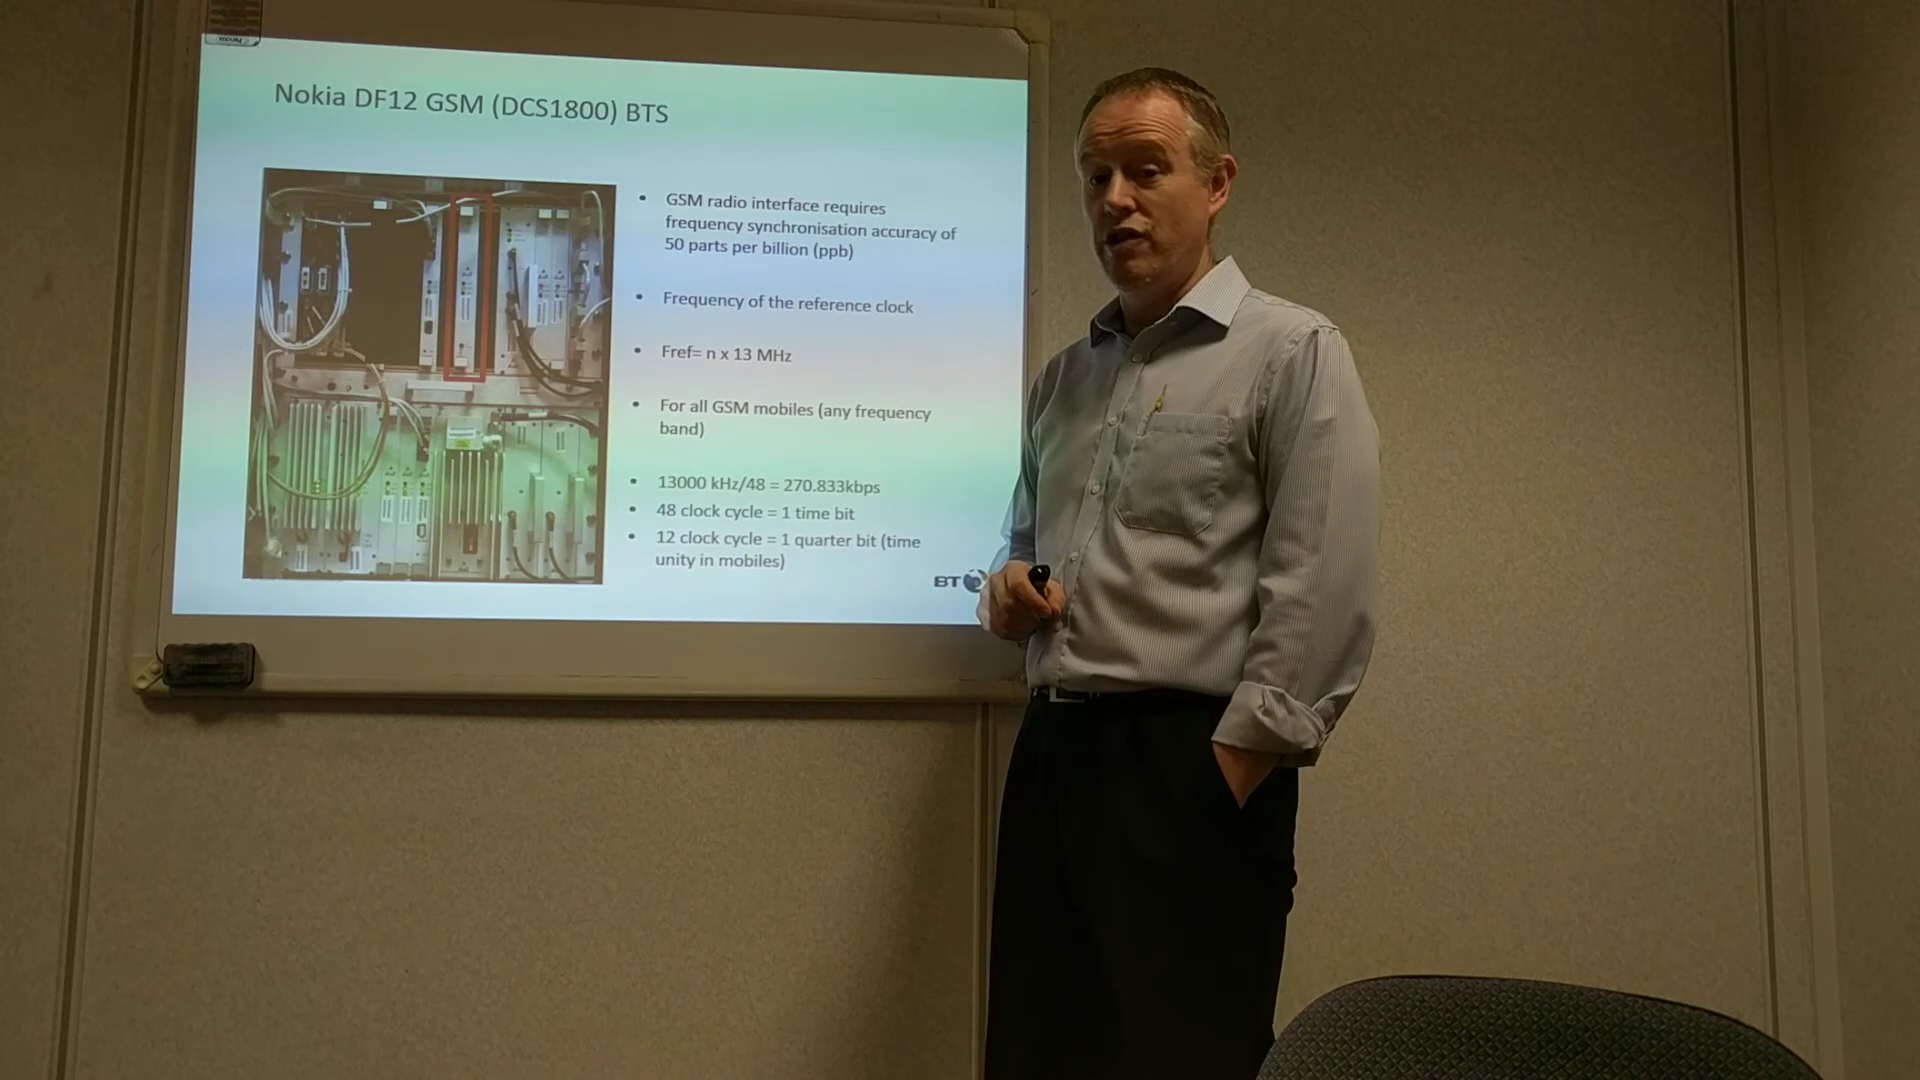 Nokia DF12 GSM (DCS1800) BTS
• GSM radio interface requires
frequency synchronisation accuracy of
50 parts per billion (ppb)
• Frequency of the reference clock
• Fref= n x 13 MHz
• For all GSM mobiles (any frequency
band)
• 13000 kHz/48 = 270.833kbps
• 48 clock cycle = 1 time bit
• 12 clock cycle = 1 quarter bit (time
unity in mobiles)
BT